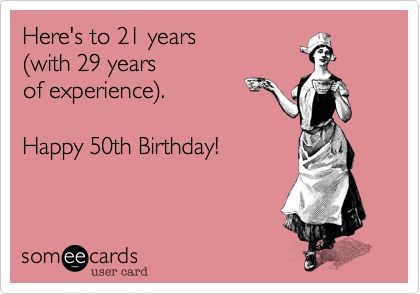 Here's to 21 years
(with 29 years
of experience).
Happy 50th Birthday!
someecards
user card